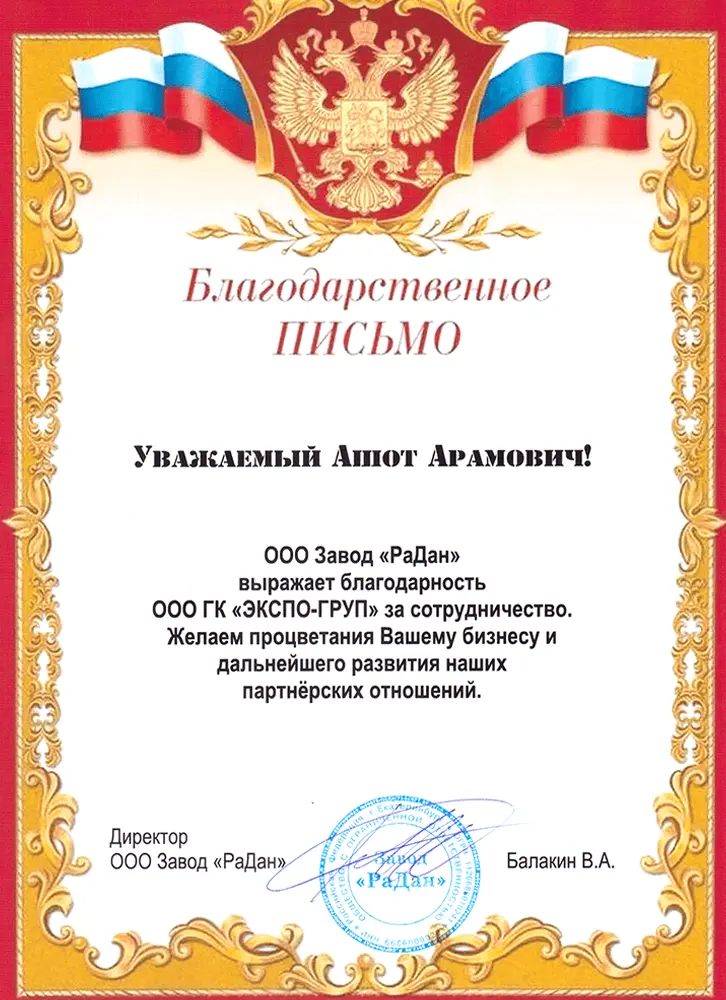 Благодарственное
ПИСЬМО
Уважаемый Ашот Арамович!
ООО Завод «РаДан»
выражает благодарность
ООО ГК «ЭКСПО-ГРУП» за сотрудничество.
Желаем процветания Вашему бизнесу и
дальнейшего развития наших
партнёрских отношений.
Директор
ООО Завод «РаДан»
Балакин В.А.
Завод
«РаДан»